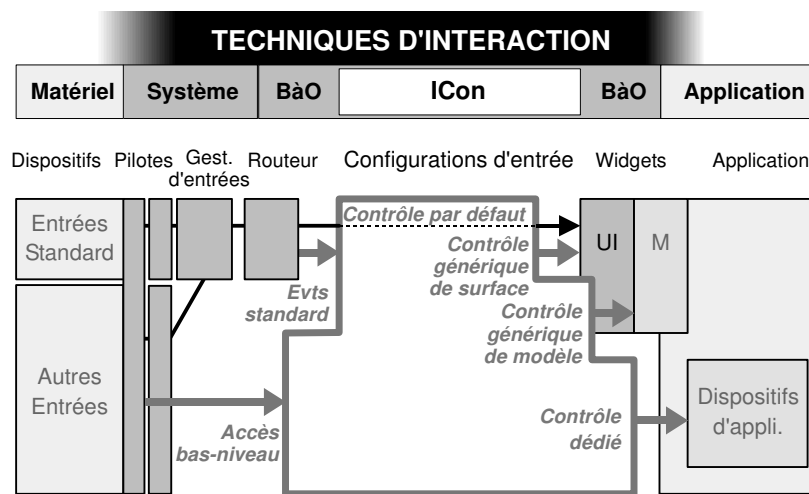 TECHNIQUES D'INTERACTION
Matériel Système BàO ICon BàO Application
Dispositifs Pilotes Gest. d'entrées Routeur Configurations d'entrée Widgets Application
Entrées
Standard
Contrôle par défaut
Contrôle
générique
de surface
UI M
Evts
standard
Contrôle
générique
de modèle
Autres
Entrées
Accès
bas-niveau
Contrôle
dédié
Dispositifs
d'appli.